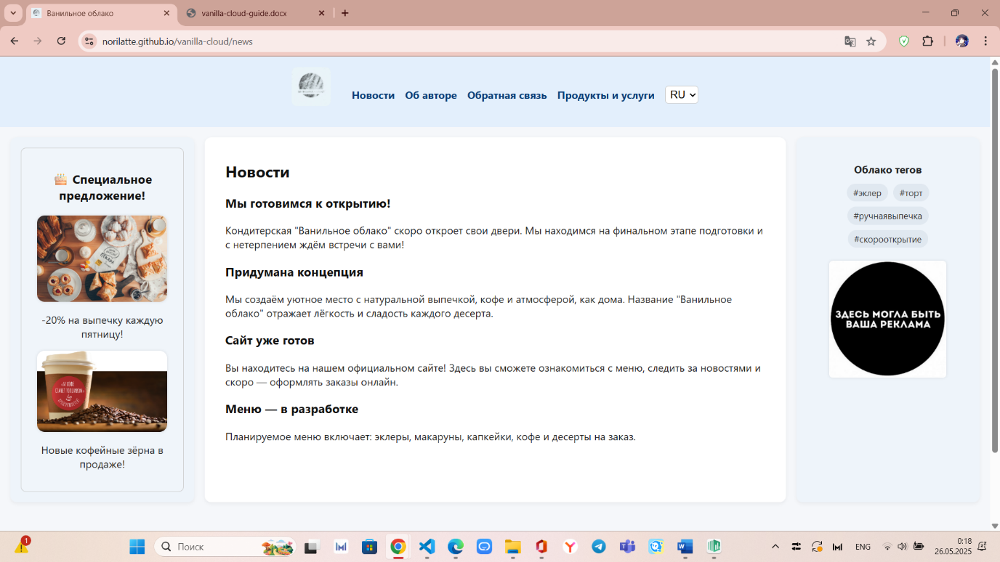 Ванильное облако
vanilla-cloud-guide.docx
norilatte.github.io/vanilla-cloud/news
Новости Об авторе Обратная связь Продукты и услуги RU
🎂 Специальное
предложение!
-20% на выпечку каждую
пятницу!
Новые кофейные зёрна в
продаже!
Новости
Мы готовимся к открытию!
Кондитерская "Ванильное облако" скоро откроет свои двери. Мы находимся на финальном этапе подготовки и
с нетерпением ждём встречи с вами!
Придумана концепция
Мы создаём уютное место с натуральной выпечкой, кофе и атмосферой, как дома. Название "Ванильное
облако" отражает лёгкость и сладость каждого десерта.
Сайт уже готов
Вы находитесь на нашем официальном сайте! Здесь вы сможете ознакомиться с меню, следить за новостями и
скоро — оформлять заказы онлайн.
Меню — в разработке
Планируемое меню включает: эклеры, макаруны, капкейки, кофе и десерты на заказ.
Облако тегов
#эклер #торт
#ручнаявыпечка
#скорооткрытие
ЗДЕСЬ МОГЛА БЫТЬ
ВАША РЕКЛАМА
1
Поиск
ENG
0:18
26.05.2025